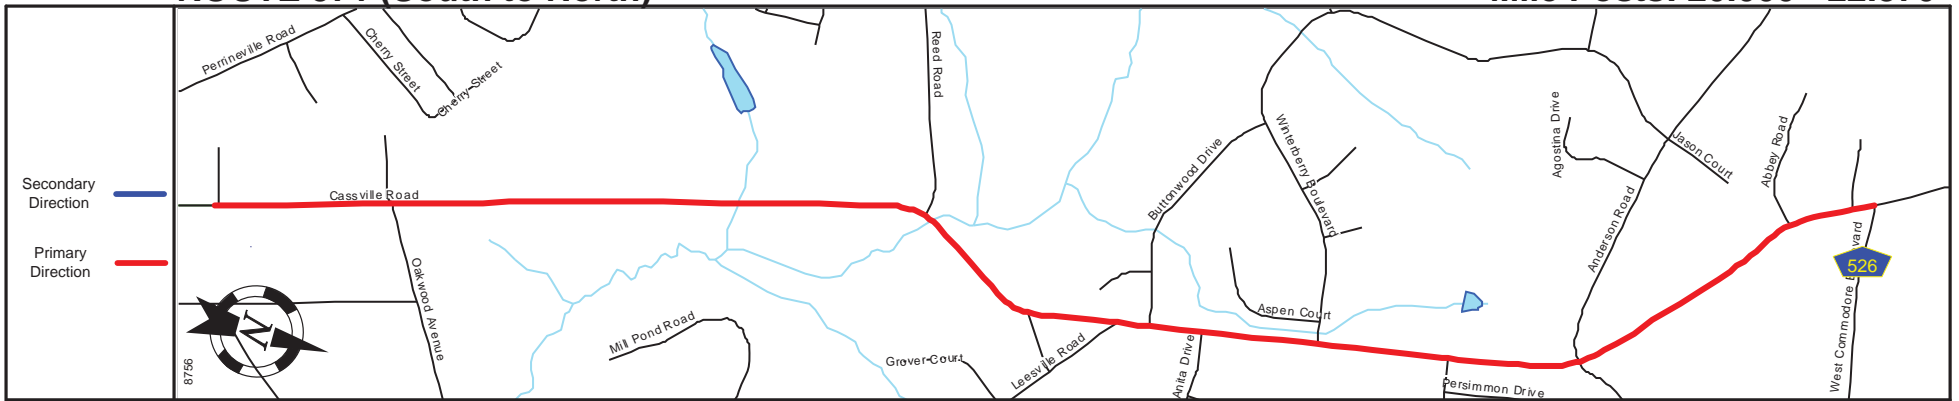 Secondary
Direction
Primary
Direction
Perrineville Road
Cherry Street
Cherry Street
Reed Road
Cassville Road
Oakwood Avenue
Mill Pond Road
Grover Court
Leesville Road
Anita Drive
Buttonwood Drive
Winterberry Boulevard
Aspen Court
Persimmon Drive
Agostina Drive
Anderson Road
Jason Court
Abbey Road
West Commodore
526
N
8756